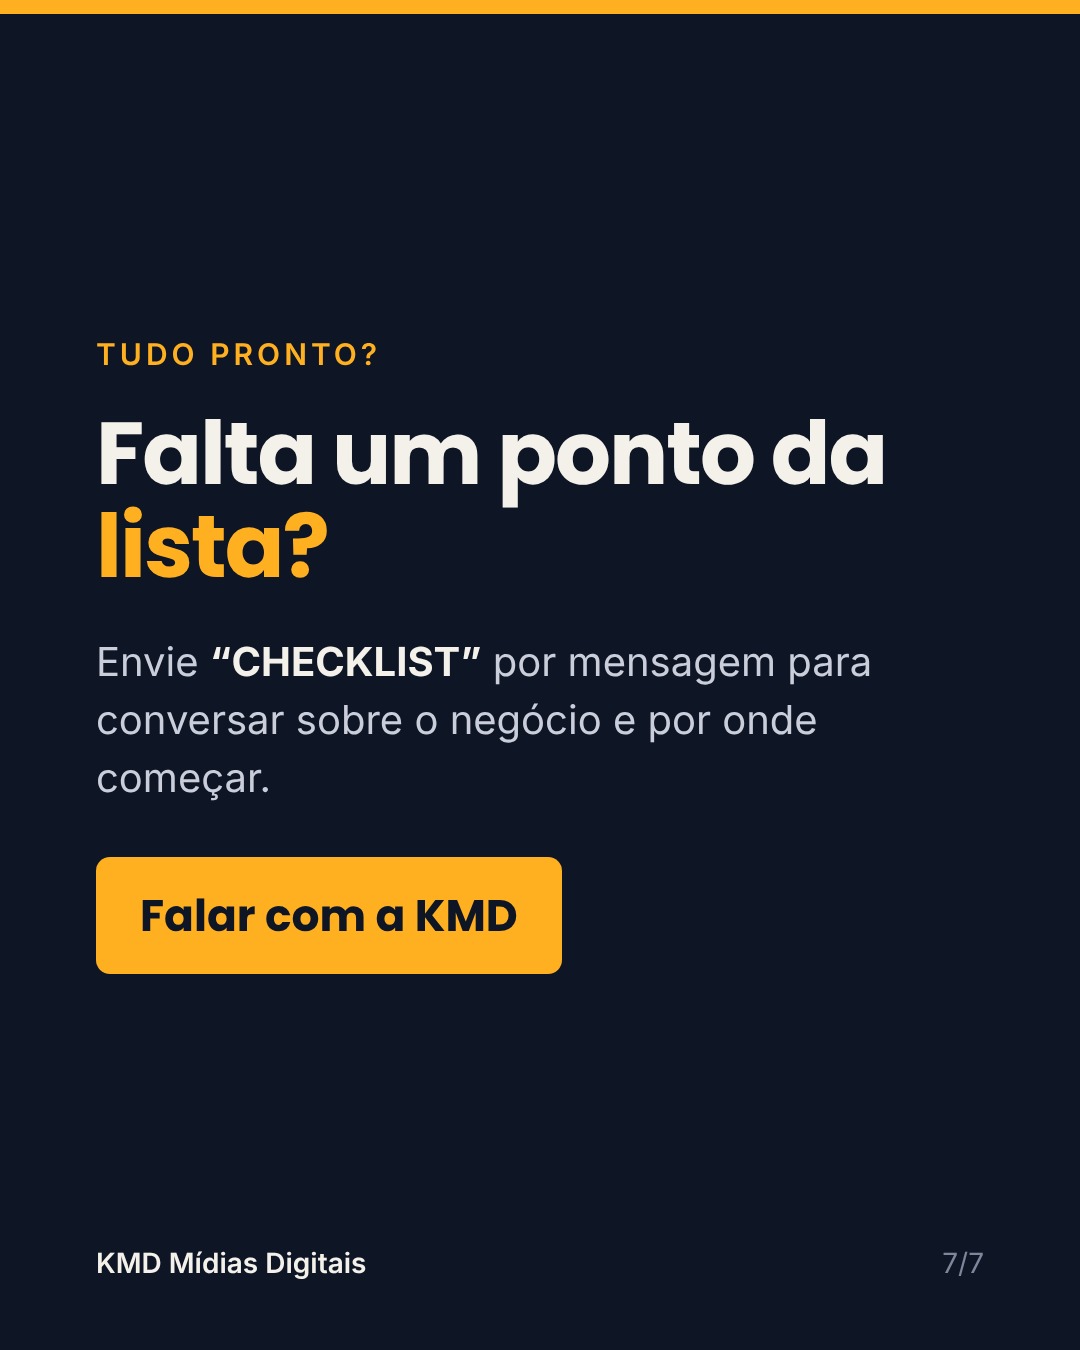 TUDO PRONTO?
Falta um ponto da
lista?
Envie “CHECKLIST” por mensagem para
conversar sobre o negócio e por onde
começar.
Falar com a KMD
KMD Mídias Digitais
7/7